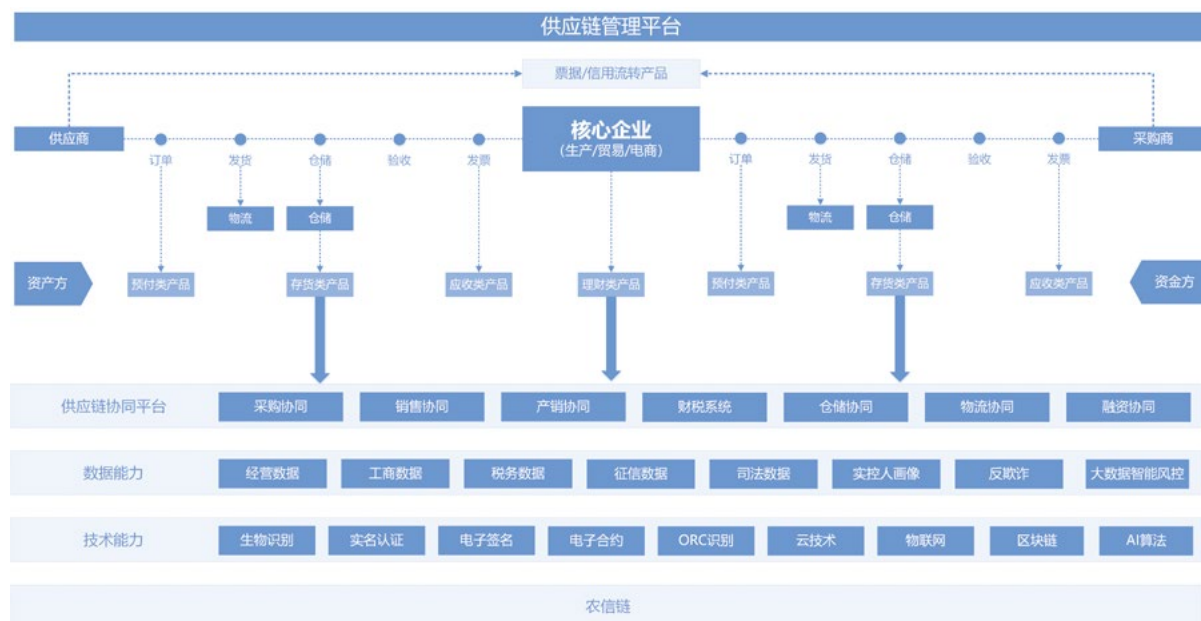 供应链管理平台
票据/信用流转产品
供应商
核心企业
(生产/贸易/电商)
采购商
订单
发货
仓储
验收
发票
订单
发货
仓储
验收
发票
物流
仓储
物流
仓储
资产方
预付类产品
存货类产品
应收类产品
理财类产品
预付类产品
存货类产品
应收类产品
资金方
供应链协同平台
采购协同
销售协同
产销协同
财税系统
仓储协同
物流协同
融资协同
数据能力
经营数据
工商数据
税务数据
征信数据
司法数据
实控人画像
反欺诈
大数据智能风控
技术能力
生物识别
实名认证
电子签名
电子合约
ORC识别
云技术
物联网
区块链
AI算法
农信链